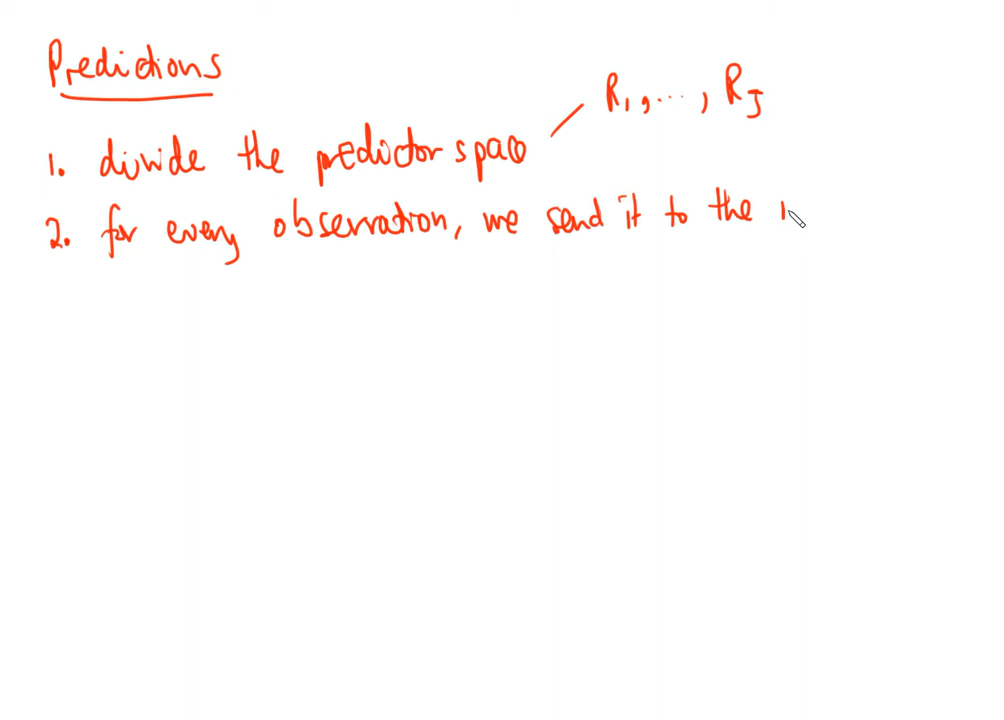 Predictions
R1, ..., RJ
1. divide the predictor space
2. for every observation, we send it to the